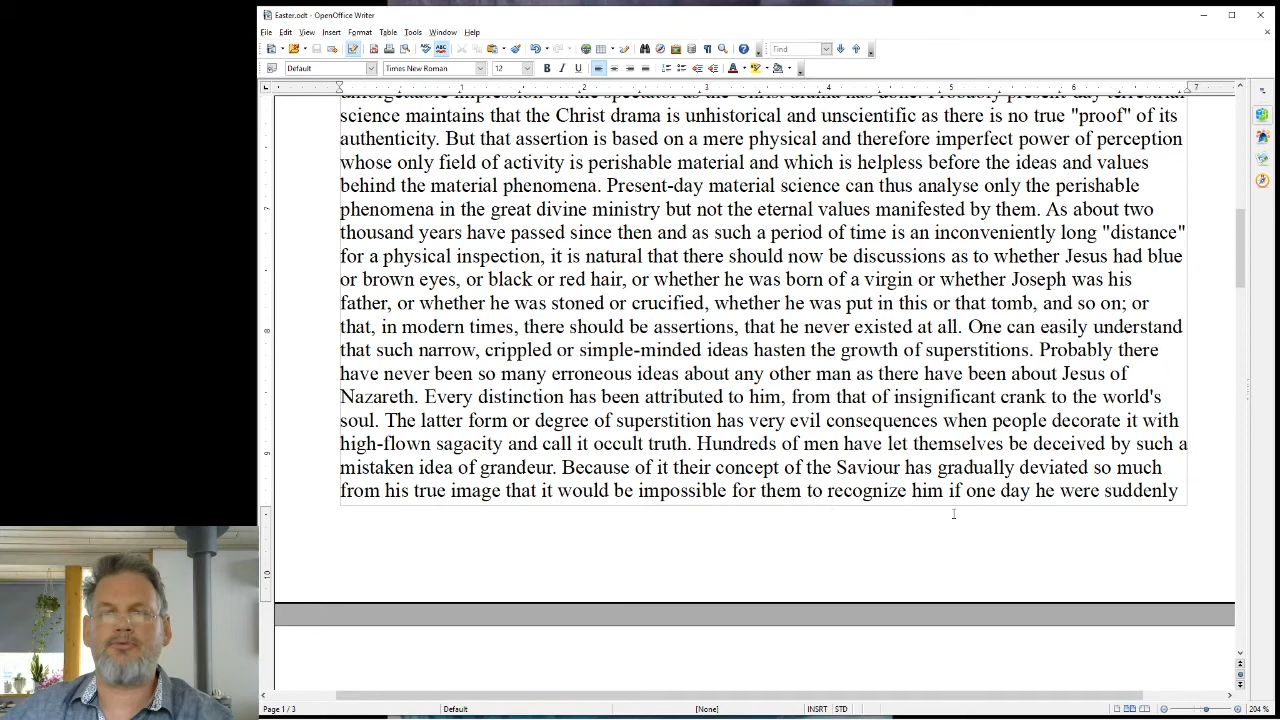 Easter.odt - OpenOffice Writer
File Edit View Insert Format Table Tools Window Help
Find
Default Times New Roman 12 B I U
1 2 3 4 5 6 7
science maintains that the Christ drama is unhistorical and unscientific as there is no true "proof" of its
authenticity. But that assertion is based on a mere physical and therefore imperfect power of perception
whose only field of activity is perishable material and which is helpless before the ideas and values
behind the material phenomena. Present-day material science can thus analyse only the perishable
phenomena in the great divine ministry but not the eternal values manifested by them. As about two
thousand years have passed since then and as such a period of time is an inconveniently long "distance"
for a physical inspection, it is natural that there should now be discussions as to whether Jesus had blue
or brown eyes, or black or red hair, or whether he was born of a virgin or whether Joseph was his
father, or whether he was stoned or crucified, whether he was put in this or that tomb, and so on; or
that, in modern times, there should be assertions, that he never existed at all. One can easily understand
that such narrow, crippled or simple-minded ideas hasten the growth of superstitions. Probably there
have never been so many erroneous ideas about any other man as there have been about Jesus of
Nazareth. Every distinction has been attributed to him, from that of insignificant crank to the world's
soul. The latter form or degree of superstition has very evil consequences when people decorate it with
high-flown sagacity and call it occult truth. Hundreds of men have let themselves be deceived by such a
mistaken idea of grandeur. Because of it their concept of the Saviour has gradually deviated so much
from his true image that it would be impossible for them to recognize him if one day he were suddenly
7
8
9
10
Page 1 / 3 Default [None] INSRT STD 204 %